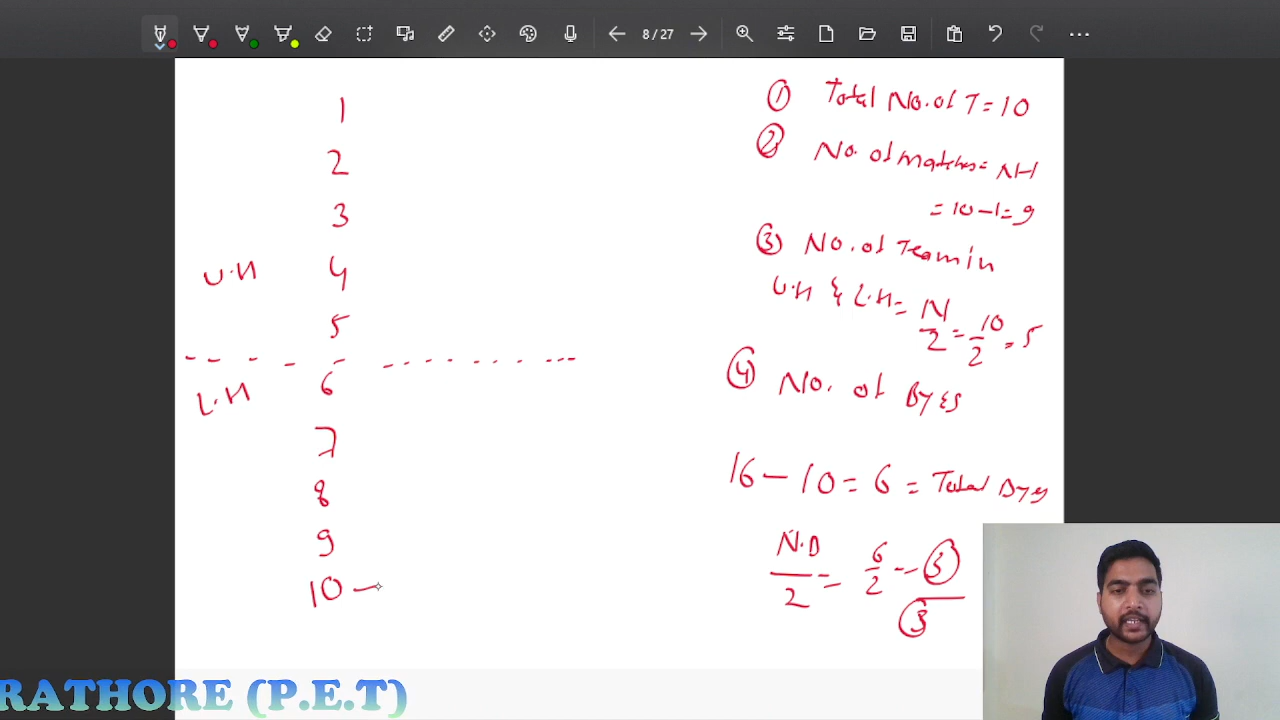 8 / 27
1
2
3
U.H 4
5
L.H 6
7
8
9
10 –
① Total No. of T = 10
② No. of matches = N-1
= 10 – 1 = 9
③ No. of Team in
U.H & L.H = N/2 = 10/2 = 5
④ No. of Byes
16 – 10 = 6 = Total Byes
N.B/2 = 6/2 – 3
3
RATHORE (P.E.T)